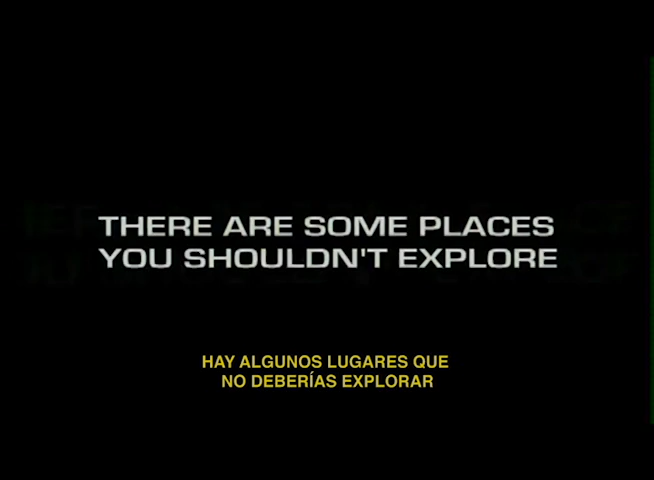 THERE ARE SOME PLACES
YOU SHOULDN'T EXPLORE
HAY ALGUNOS LUGARES QUE
NO DEBERÍAS EXPLORAR